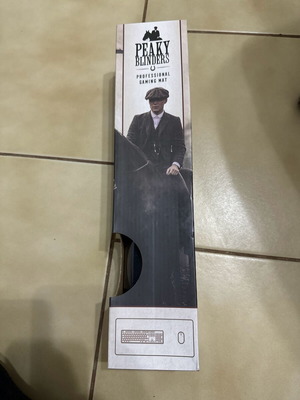 PEAKY
BLINDERS
PROFESSIONAL
GAMING MAT